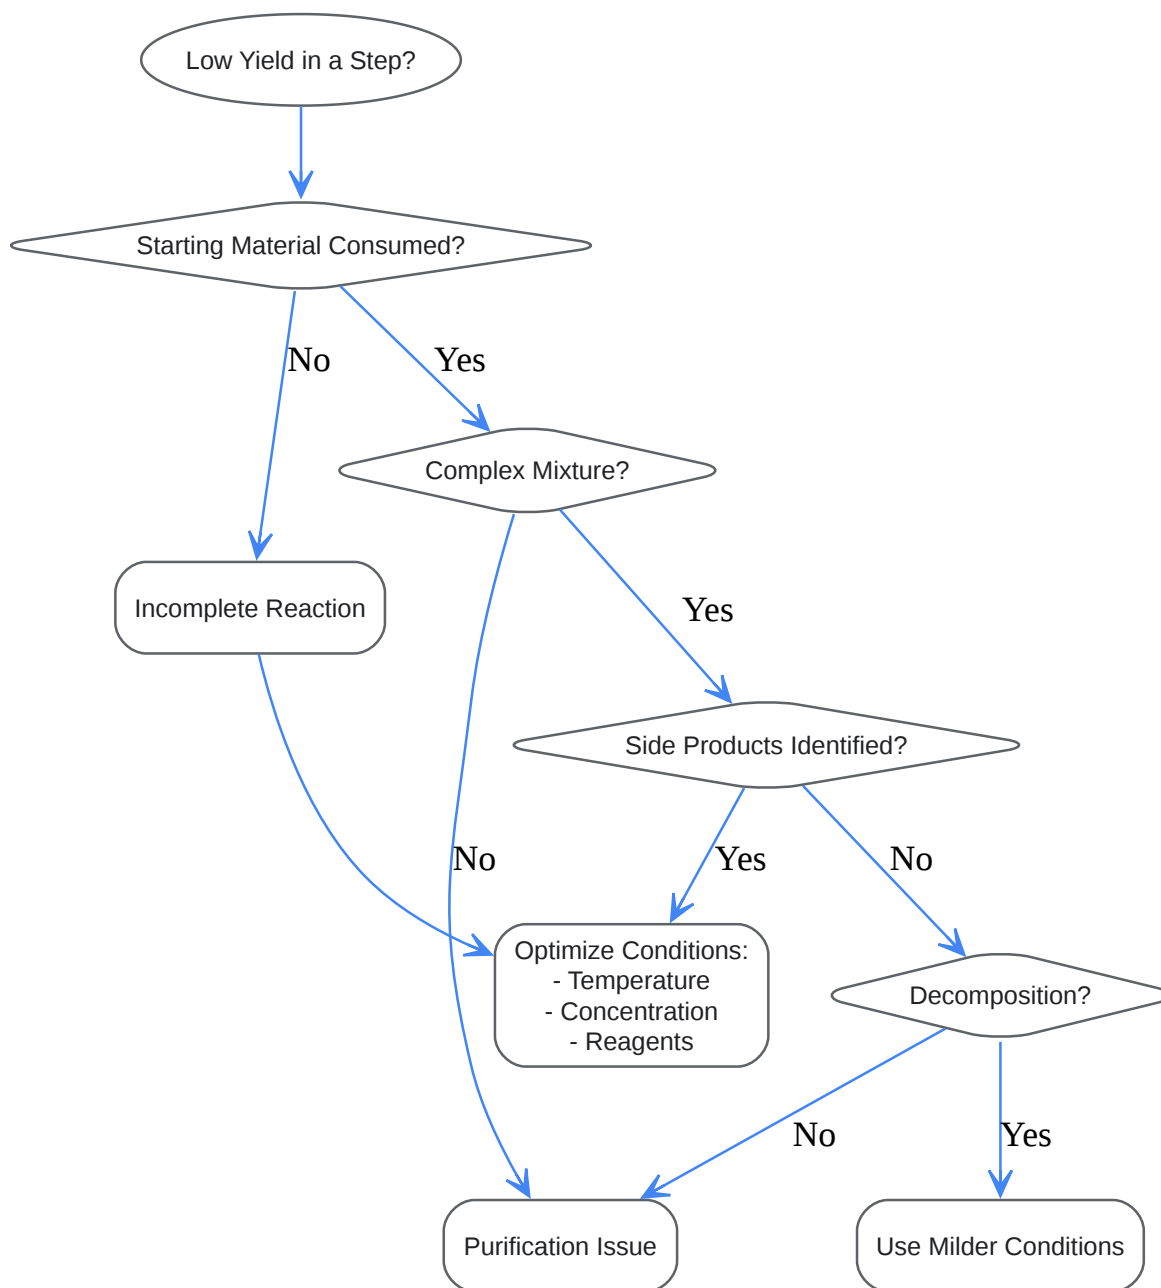 Low Yield in a Step?
Starting Material Consumed?
No
Yes
Complex Mixture?
Incomplete Reaction
Yes
Side Products Identified?
No
Yes
No
Optimize Conditions:
- Temperature
- Concentration
- Reagents
Decomposition?
No
Yes
Purification Issue
Use Milder Conditions